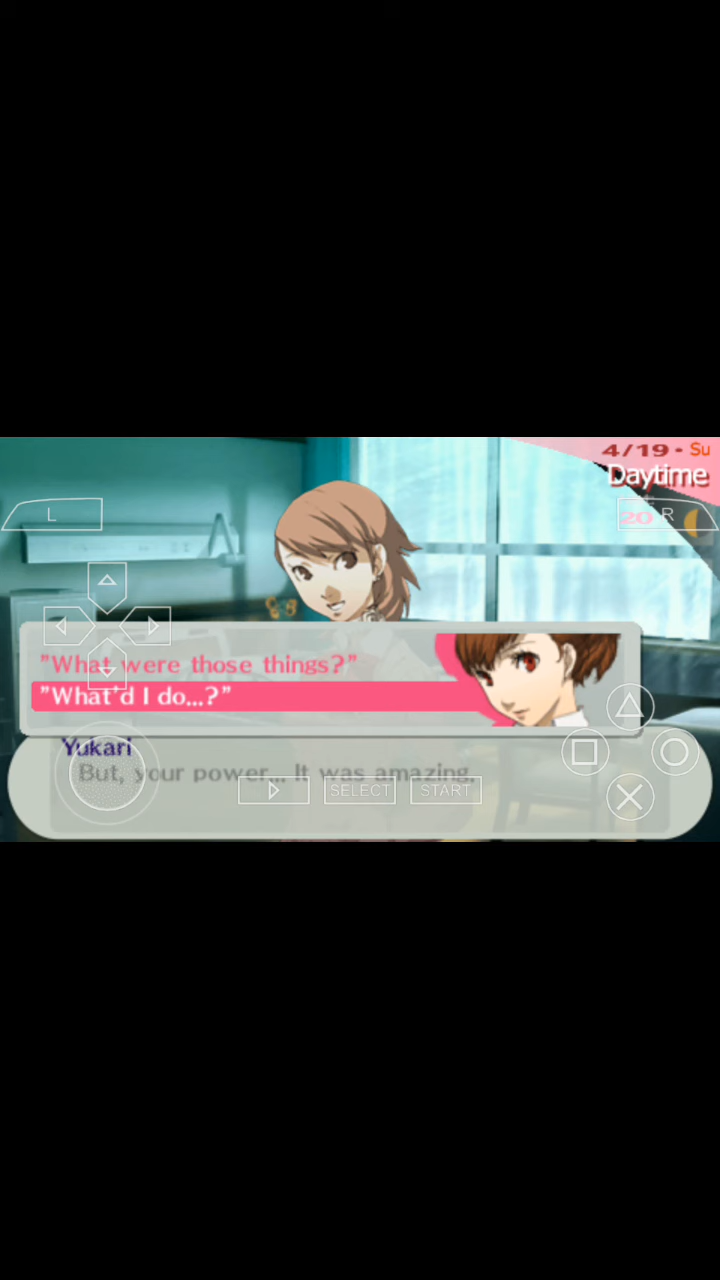 4/19 · Su
Daytime
20
L
R
"What were those things?"
"What'd I do...?"
Yukari
But, your power... It was amazing.
SELECT
START